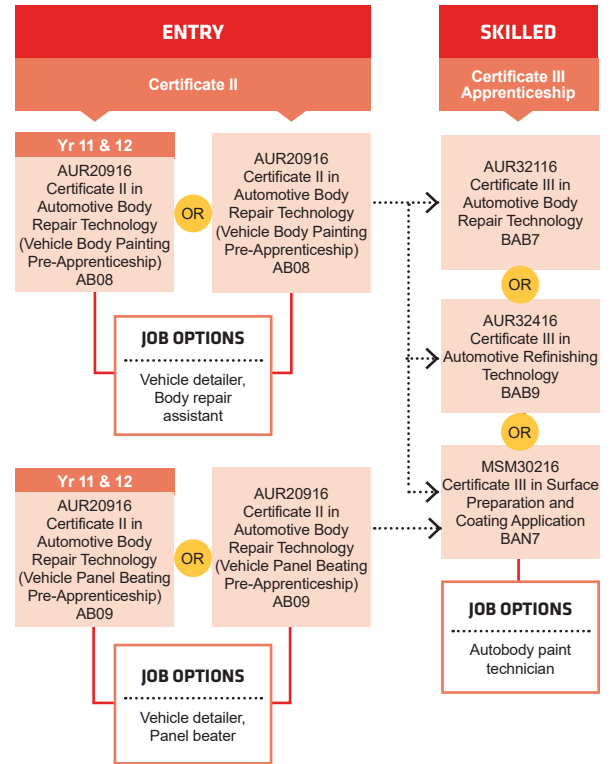 ENTRY
Certificate II
Yr 11 & 12
AUR20916
Certificate II in
Automotive Body
Repair Technology
(Vehicle Body Painting
Pre-Apprenticeship)
AB08
OR
AUR20916
Certificate II in
Automotive Body
Repair Technology
(Vehicle Body Painting
Pre-Apprenticeship)
AB08
JOB OPTIONS
Vehicle detailer,
Body repair
assistant
Yr 11 & 12
AUR20916
Certificate II in
Automotive Body
Repair Technology
(Vehicle Panel Beating
Pre-Apprenticeship)
AB09
OR
AUR20916
Certificate II in
Automotive Body
Repair Technology
(Vehicle Panel Beating
Pre-Apprenticeship)
AB09
JOB OPTIONS
Vehicle detailer,
Panel beater
SKILLED
Certificate III
Apprenticeship
AUR32116
Certificate III in
Automotive Body
Repair Technology
BAB7
OR
AUR32416
Certificate III in
Automotive Refinishing
Technology
BAB9
OR
MSM30216
Certificate III in Surface
Preparation and
Coating Application
BAN7
JOB OPTIONS
Autobody paint
technician